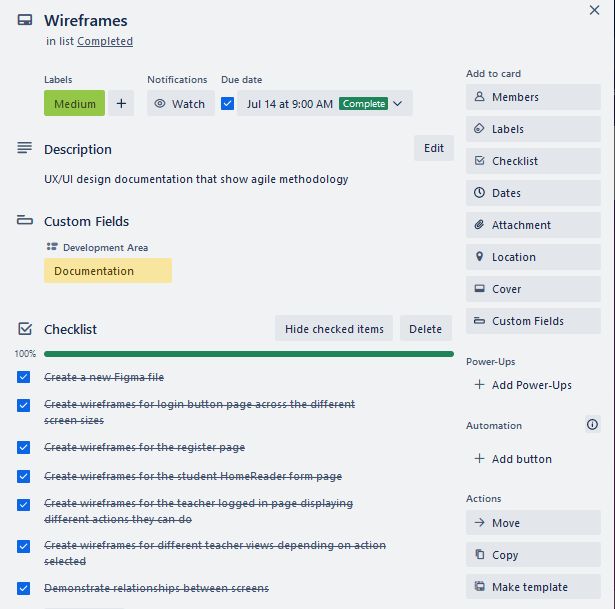 Wireframes
in list Completed
Labels
Notifications
Due date
Medium
+
Watch
Jul 14 at 9:00 AM Complete
Description
Edit
UX/UI design documentation that show agile methodology
Custom Fields
Development Area
Documentation
Checklist
Hide checked items
Delete
100%
Create a new Figma file
Create wireframes for login button page across the different
screen sizes
Create wireframes for the register page
Create wireframes for the student HomeReader form page
Create wireframes for the teacher logged in page displaying
different actions they can do
Create wireframes for different teacher views depending on action
selected
Demonstrate relationships between screens
Add to card
Members
Labels
Checklist
Dates
Attachment
Location
Cover
Custom Fields
Power-Ups
+ Add Power-Ups
Automation
+ Add button
Actions
Move
Copy
Make template